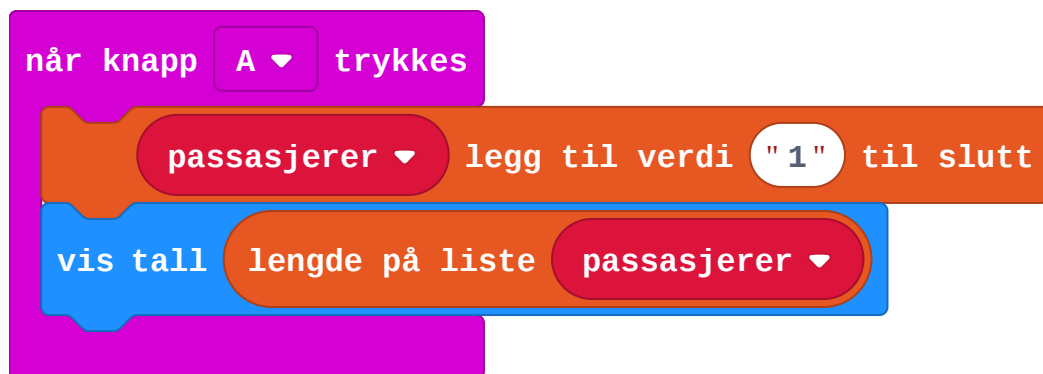 når knapp A trykkes
passasjerer legg til verdi "1" til slutt
vis tall lengde på liste passasjerer